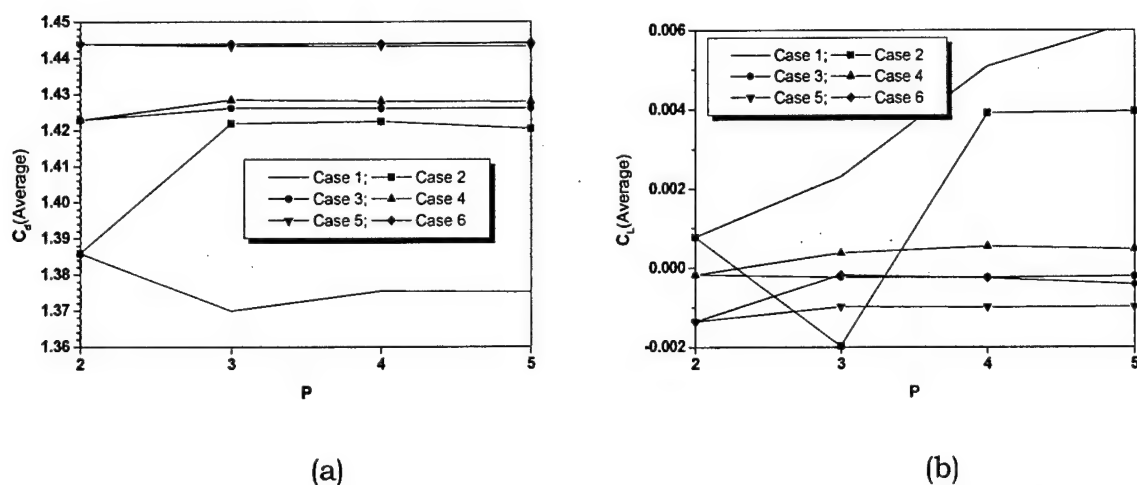 1.45
1.44
1.43
1.42
1.41
1.40
1.39
1.38
1.37
1.36
C_d(Average)
2 3 4 5
P
Case 1; Case 2
Case 3; Case 4
Case 5; Case 6
(a)
0.006
0.004
0.002
0.000
-0.002
C_L(Average)
2 3 4 5
P
Case 1; Case 2
Case 3; Case 4
Case 5; Case 6
(b)